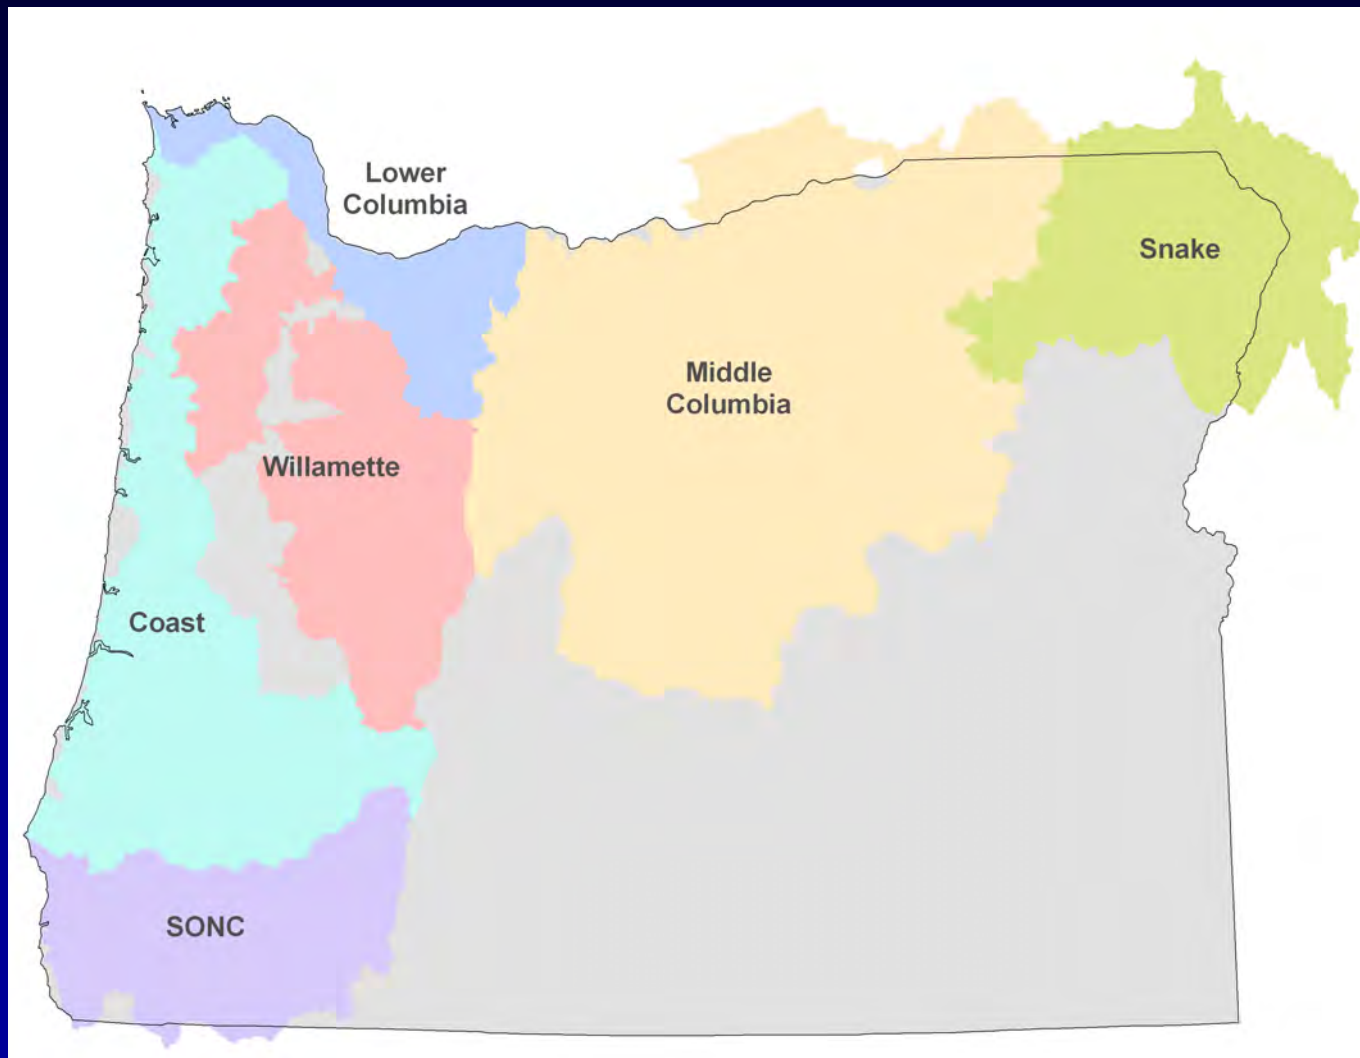 Lower
Columbia
Snake
Middle
Columbia
Willamette
Coast
SONC